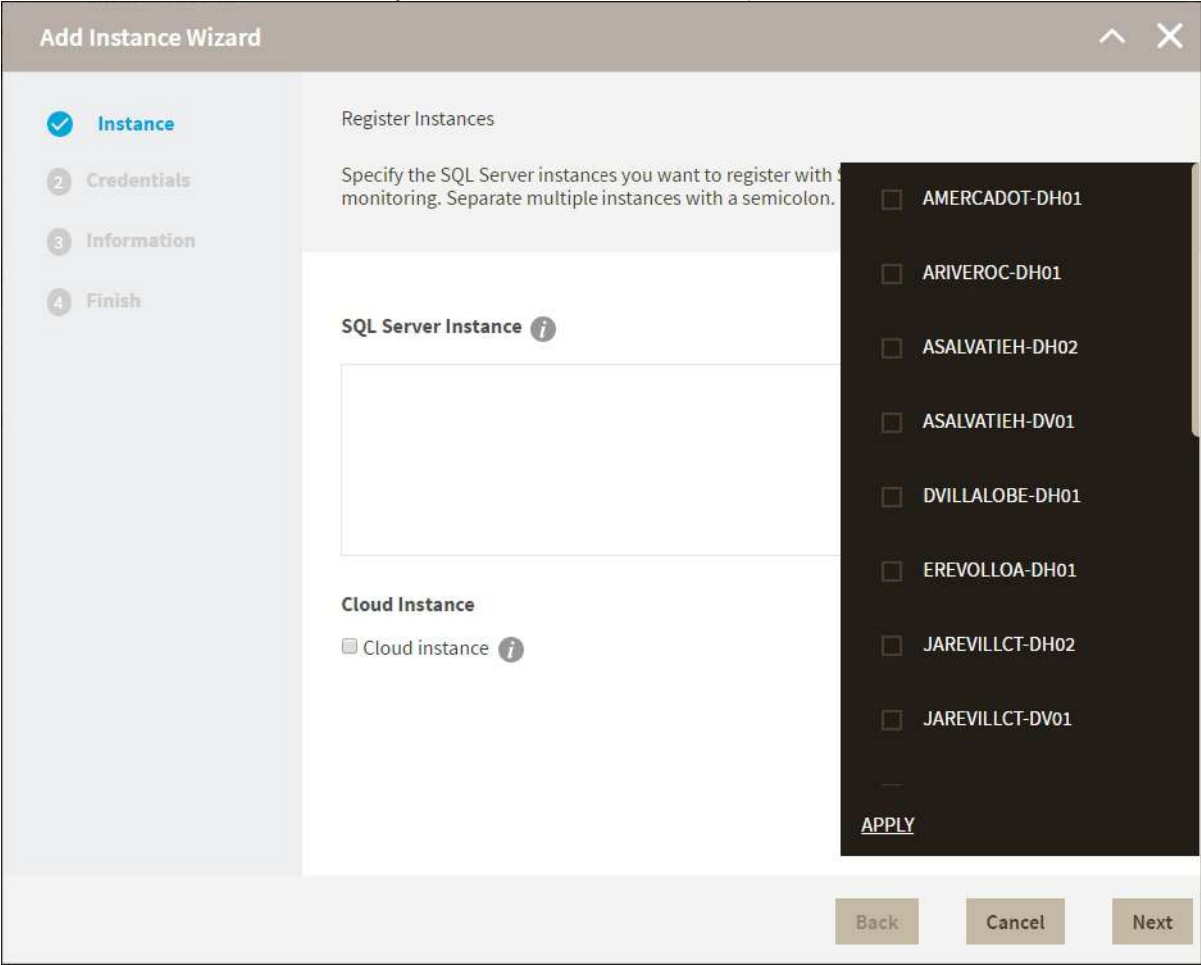 Add Instance Wizard
Instance
2 Credentials
3 Information
4 Finish
Register Instances
Specify the SQL Server instances you want to register with
monitoring. Separate multiple instances with a semicolon.
SQL Server Instance i
Cloud Instance
Cloud instance i
AMERCADOT-DH01
ARIVEROC-DH01
ASALVATIEH-DH02
ASALVATIEH-DV01
DVILLALOBE-DH01
EREVOLLOA-DH01
JAREVILLCT-DH02
JAREVILLCT-DV01
APPLY
Back
Cancel
Next